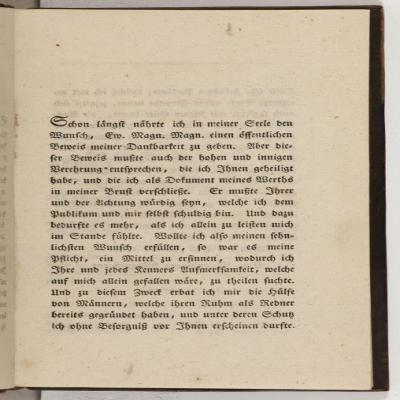 Schon längst nährte ich in meiner Seele den
Wunsch, Ew. Magn. Magn. einen öffentlichen
Beweis meiner Dankbarkeit zu geben. Aber die-
ser Beweis mußte auch der hohen und innigen
Verehrung entsprechen, die ich Ihnen geheiligt
habe, und die ich als Dokument meines Werths
in meiner Brust verschließe. Er mußte Ihrer
und der Achtung würdig seyn, welche ich dem
Publikum und mir selbst schuldig bin. Und dazu
bedurfte es mehr, als ich allein zu leisten mich
im Stande fühlte. Wollte ich also meinen sehn-
lichsten Wunsch erfüllen, so war es meine
Pflicht, ein Mittel zu ersinnen, wodurch ich
Ihre und jedes Kenners Aufmerksamkeit, welche
auf mich allein gefallen wäre, zu theilen suchte.
Und zu diesem Zweck erbat ich mir die Hülfe
von Männern, welche ihren Ruhm als Redner
bereits gegründet haben, und unter deren Schutz
ich ohne Besorgniß vor Ihnen erscheinen durfte.